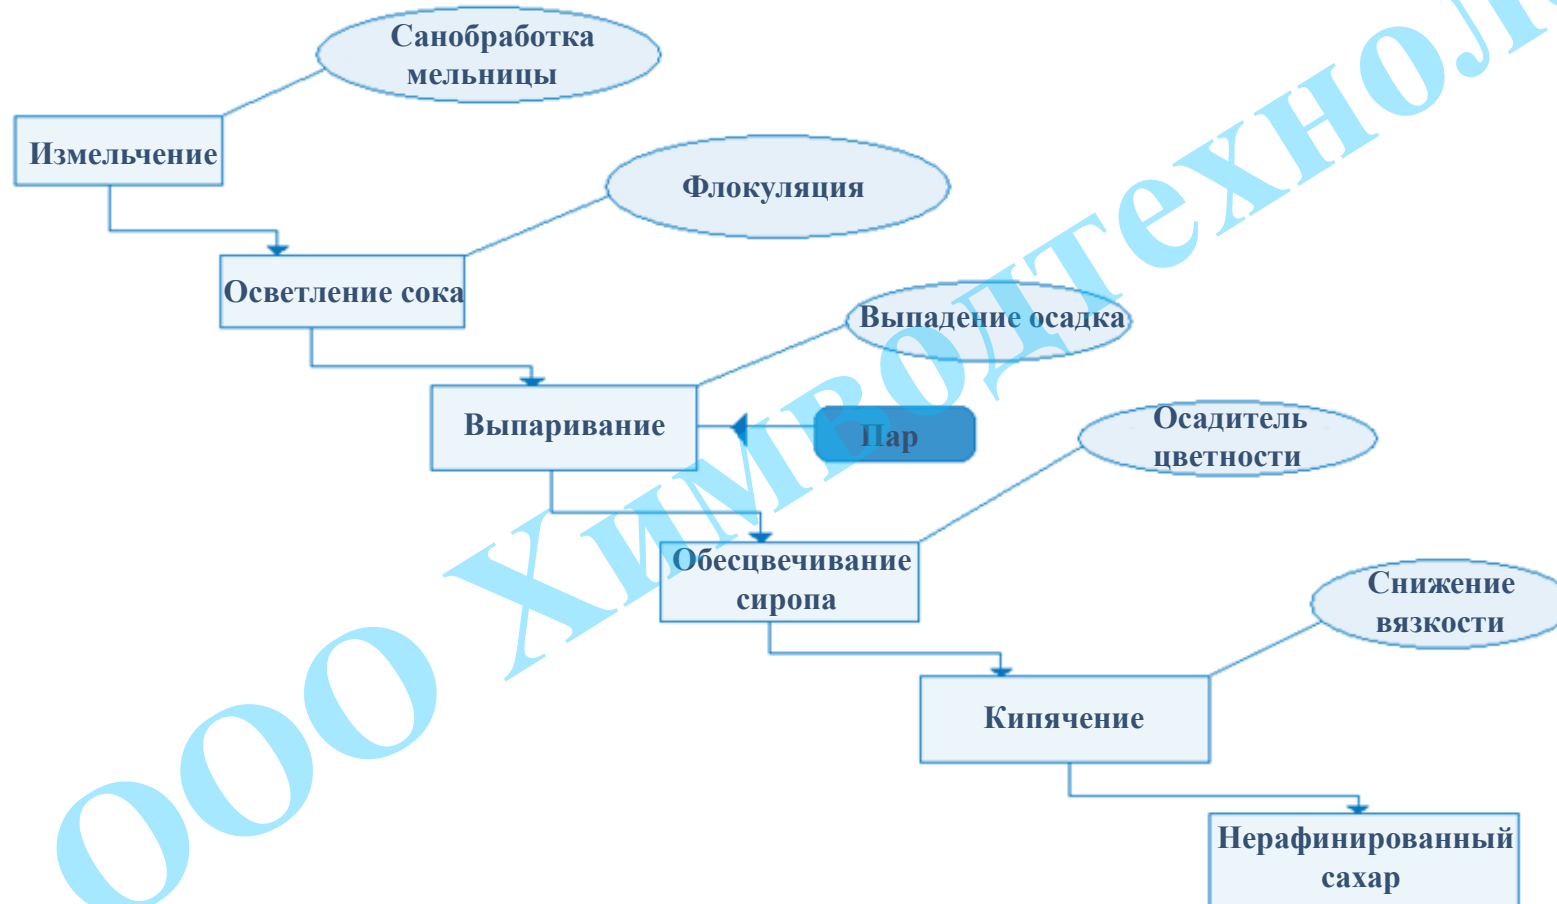 Санобработка
мельницы
Измельчение
Флокуляция
Осветление сока
Выпадение осадка
Выпаривание
Пар
Осадитель
цветности
Обесцвечивание
сиропа
Снижение
вязкости
Кипячение
Нерафинированный
сахар
ООО Химводтехнол